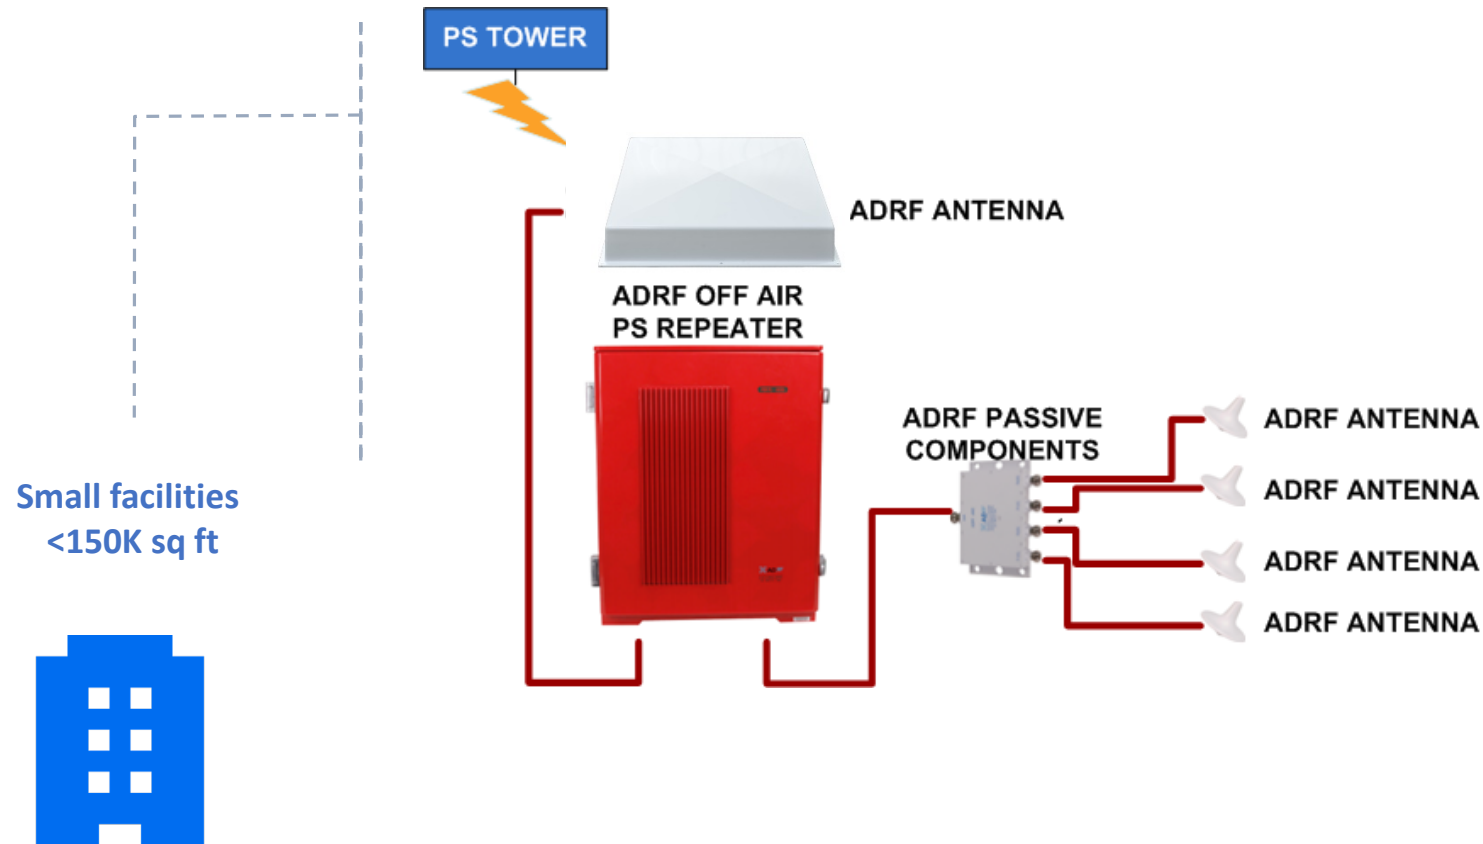 PS TOWER
ADRF ANTENNA
ADRF OFF AIR
PS REPEATER
ADRF PASSIVE
COMPONENTS
ADRF ANTENNA
ADRF ANTENNA
ADRF ANTENNA
ADRF ANTENNA
Small facilities
<150K sq ft